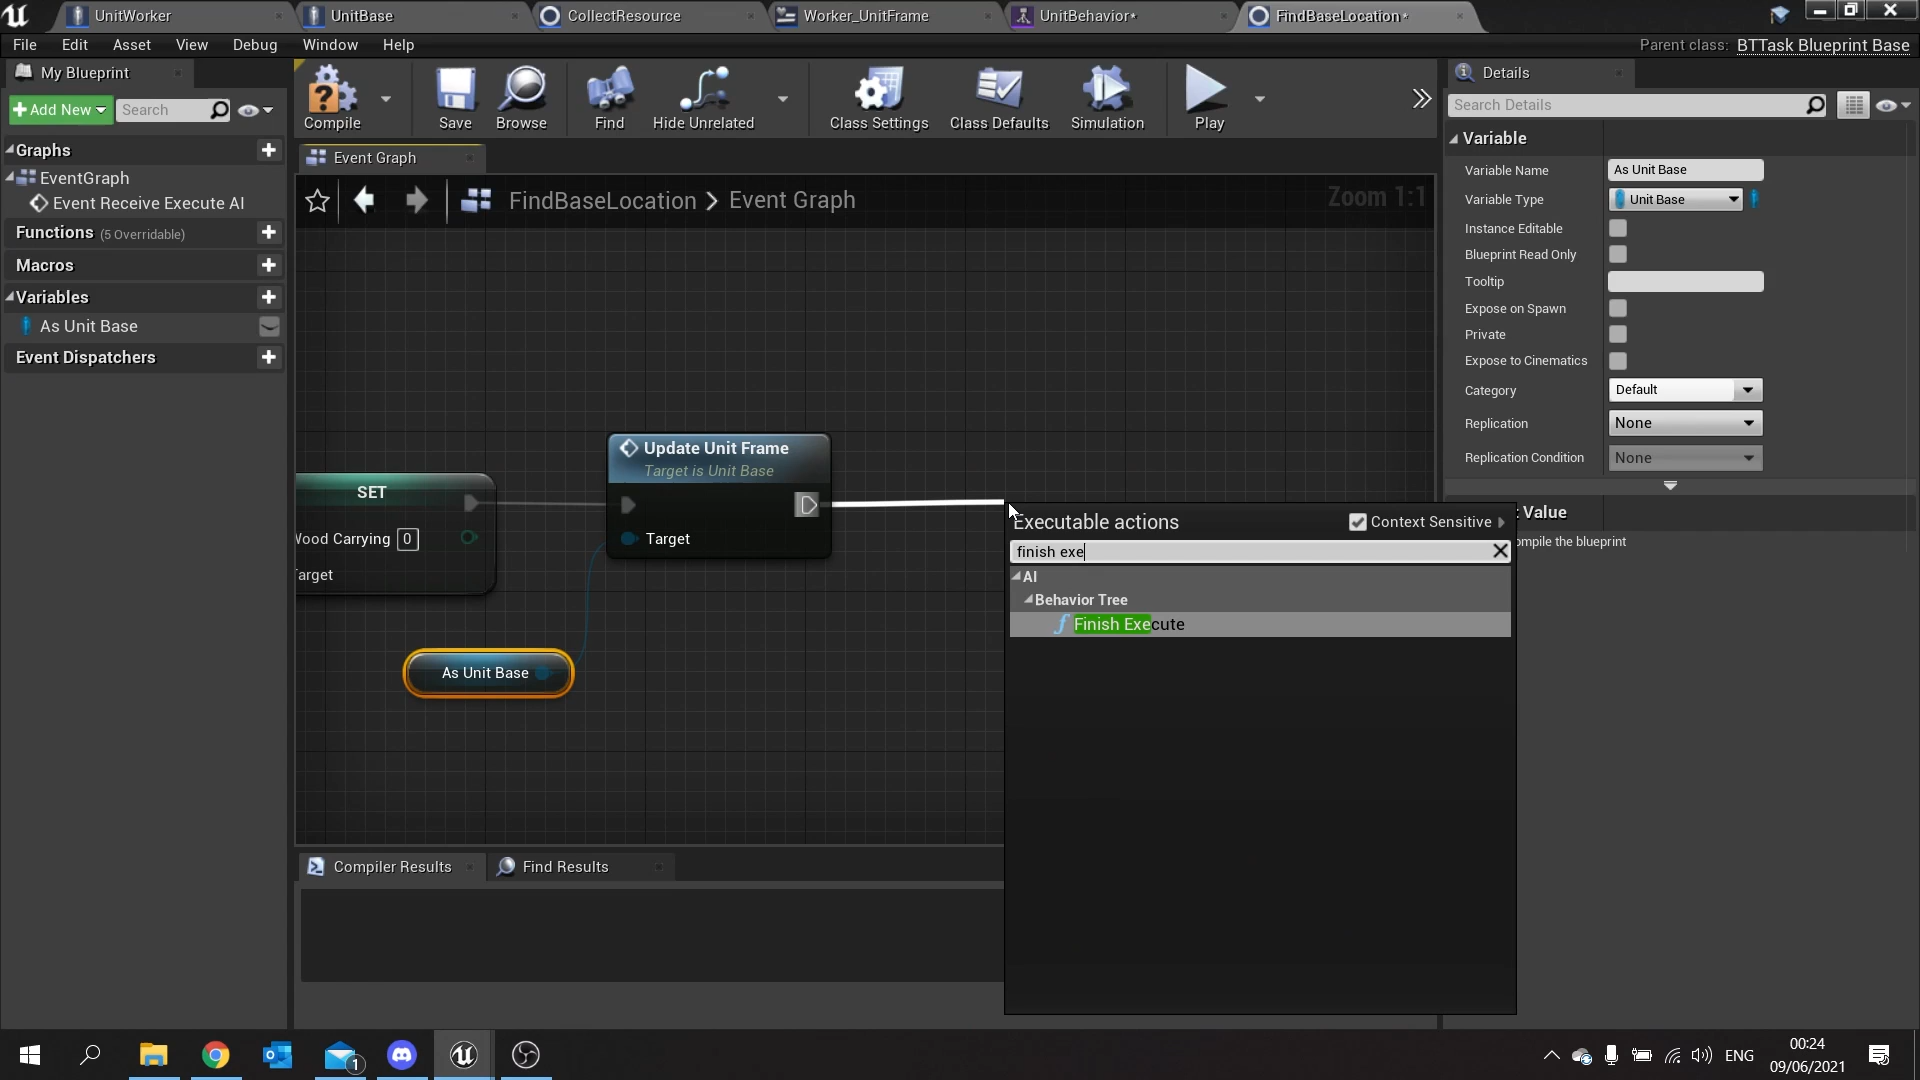 UnitWorker
UnitBase
CollectResource
Worker_UnitFrame
UnitBehavior*
FindBaseLocation*
File Edit Asset View Debug Window Help
Parent class: BTTask Blueprint Base
My Blueprint
Add New
Search
Graphs
EventGraph
Event Receive Execute AI
Functions (5 Overridable)
Macros
Variables
As Unit Base
Event Dispatchers
Compile
Save
Browse
Find
Hide Unrelated
Class Settings
Class Defaults
Simulation
Play
Event Graph
FindBaseLocation > Event Graph
Zoom 1:1
SET
Wood Carrying 0
Target
Update Unit Frame
Target is Unit Base
Target
As Unit Base
Executable actions
Context Sensitive
finish exe
AI
Behavior Tree
Finish Execute
Compiler Results
Find Results
Details
Search Details
Variable
Variable Name As Unit Base
Variable Type Unit Base
Instance Editable
Blueprint Read Only
Tooltip
Expose on Spawn
Private
Expose to Cinematics
Category Default
Replication None
Replication Condition None
Value
ompile the blueprint
1
ENG
00:24
09/06/2021